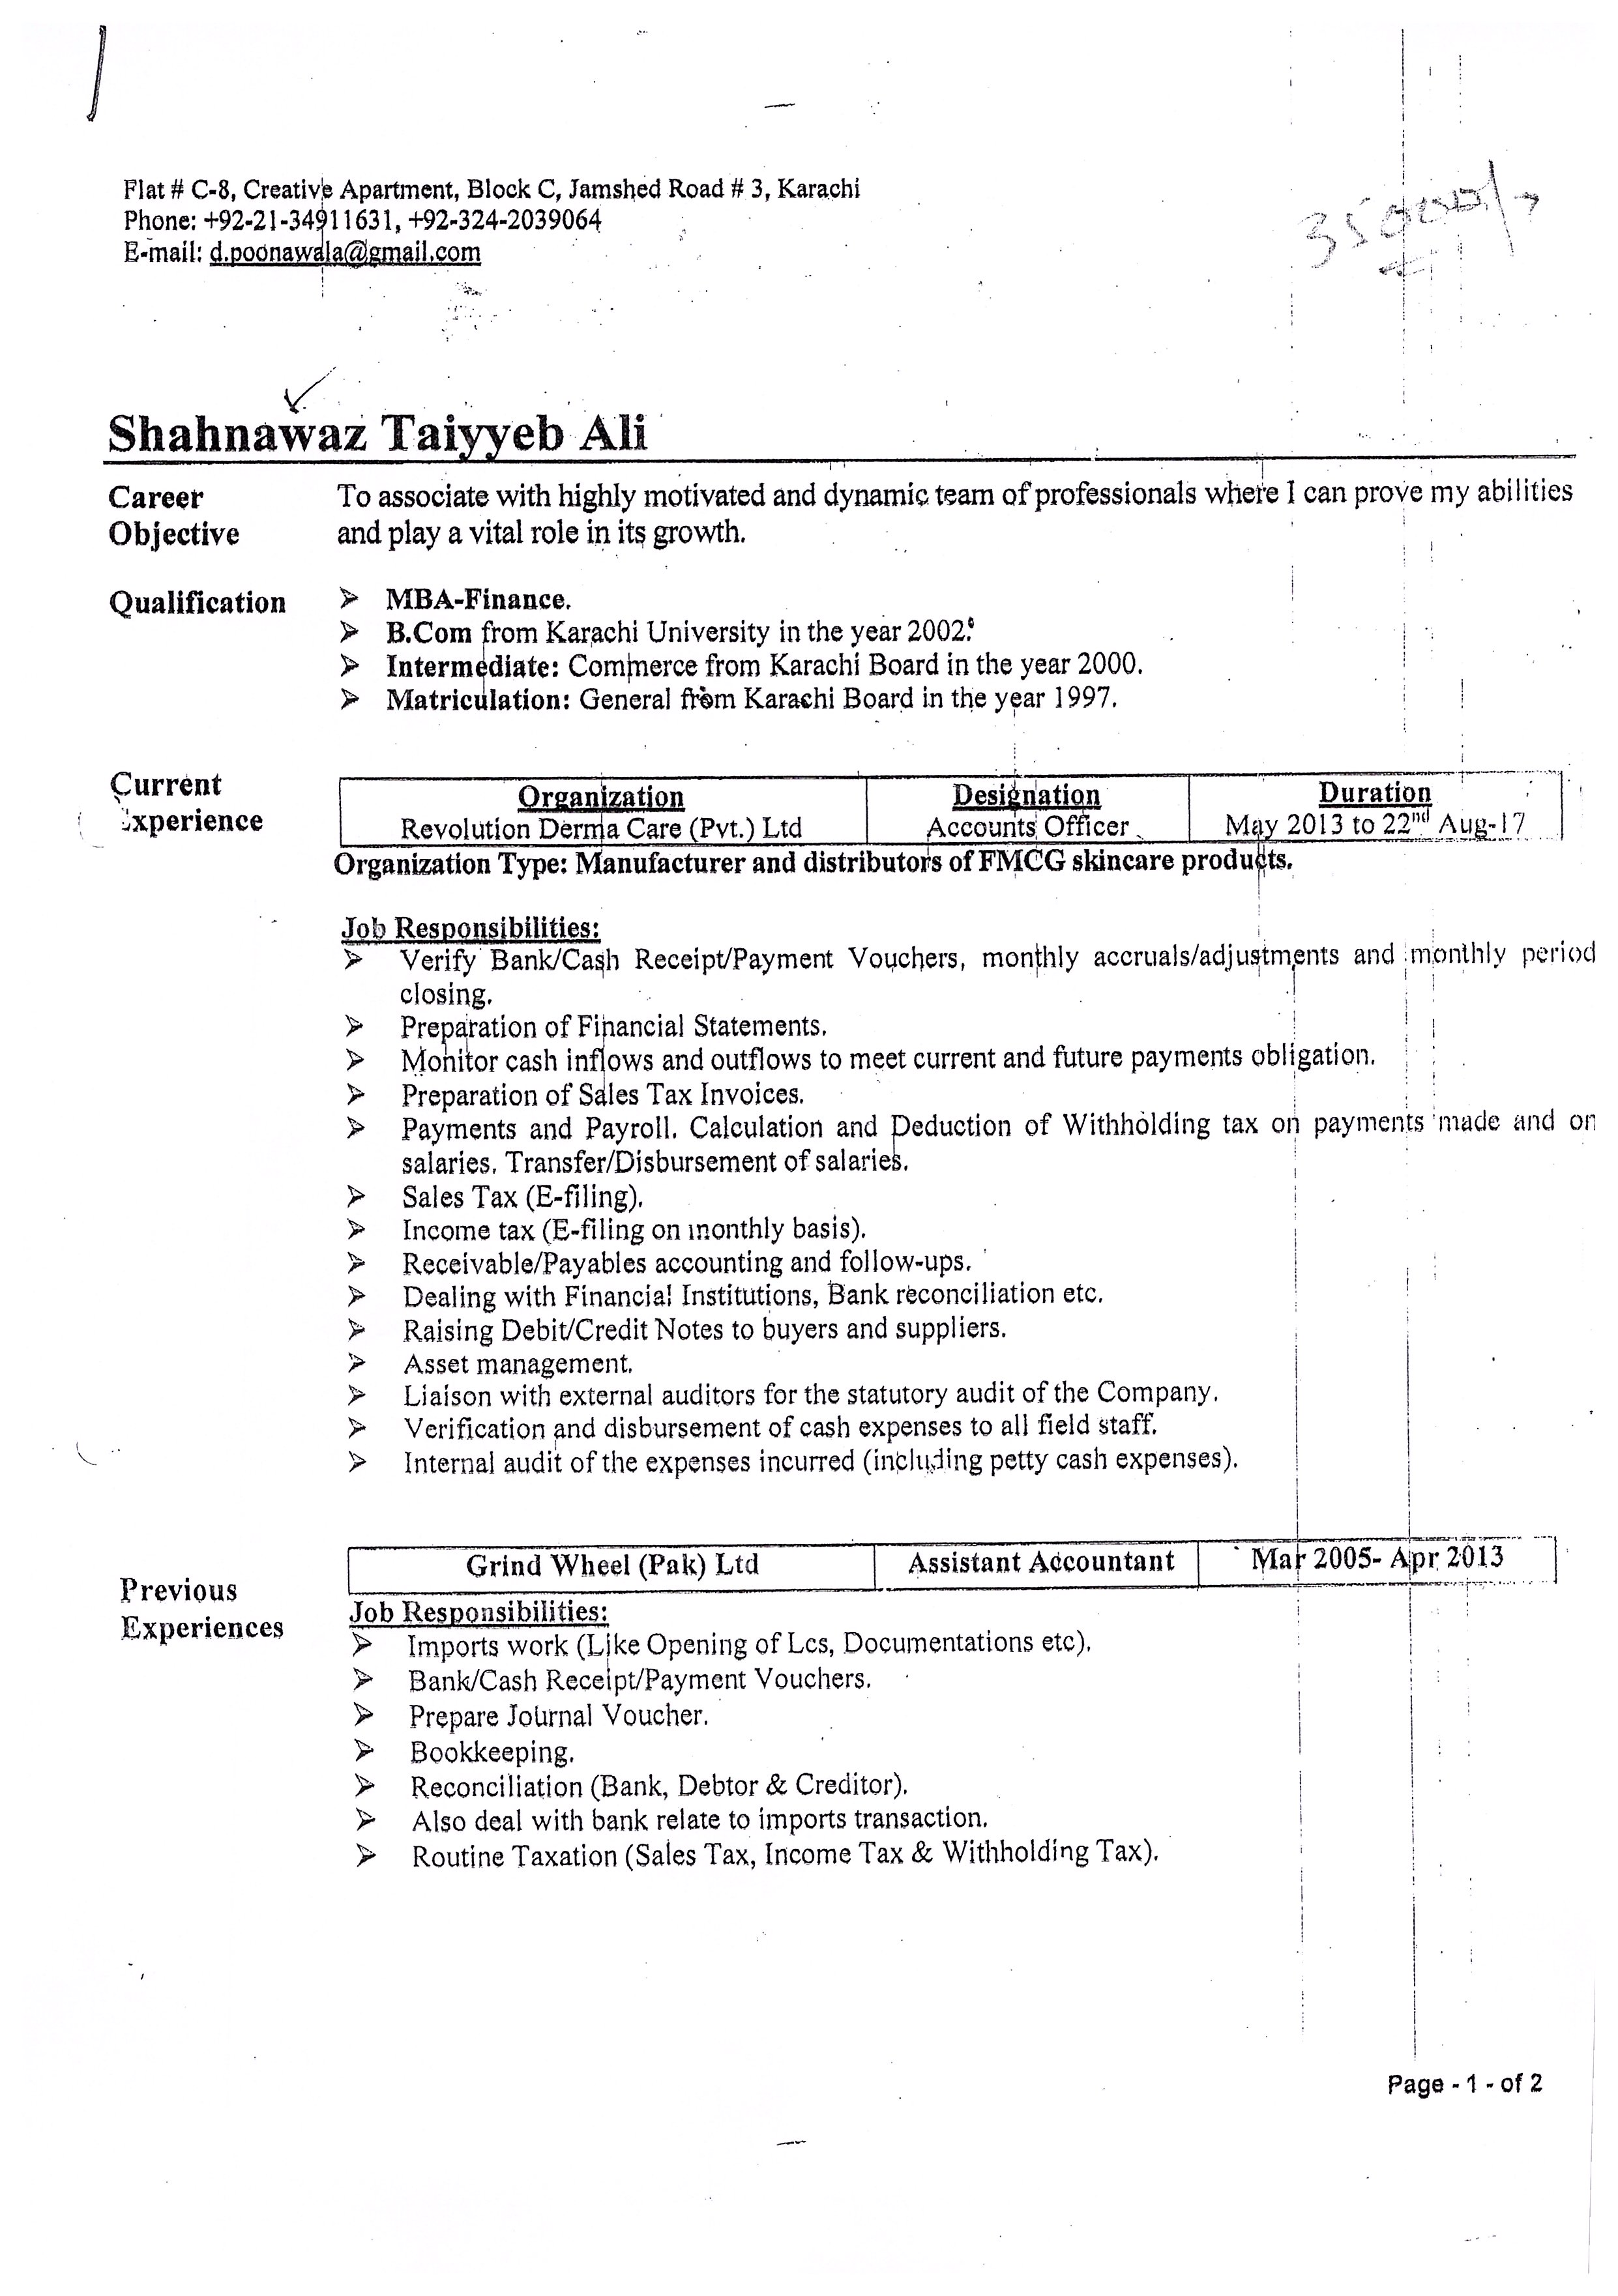 Flat # C-8, Creative Apartment, Block C, Jamshed Road # 3, Karachi
Phone: +92-21-34911631, +92-324-2039064
E-mail: d.poonawala@gmail.com
Shahnawaz Taiyyeb Ali
Career Objective
To associate with highly motivated and dynamic team of professionals where I can prove my abilities
and play a vital role in its growth.
Qualification
➢ MBA-Finance.
➢ B.Com from Karachi University in the year 2002.
➢ Intermediate: Commerce from Karachi Board in the year 2000.
➢ Matriculation: General from Karachi Board in the year 1997.
Current Experience
Organization Designation Duration
Revolution Derma Care (Pvt.) Ltd Accounts Officer May 2013 to 22nd Aug-17
Organization Type: Manufacturer and distributors of FMCG skincare products.
Job Responsibilities:
➢ Verify Bank/Cash Receipt/Payment Vouchers, monthly accruals/adjustments and monthly period
closing.
➢ Preparation of Financial Statements.
➢ Monitor cash inflows and outflows to meet current and future payments obligation.
➢ Preparation of Sales Tax Invoices.
➢ Payments and Payroll. Calculation and Deduction of Withholding tax on payments made and on
salaries. Transfer/Disbursement of salaries.
➢ Sales Tax (E-filing).
➢ Income tax (E-filing on monthly basis).
➢ Receivable/Payables accounting and follow-ups.
➢ Dealing with Financial Institutions, Bank reconciliation etc.
➢ Raising Debit/Credit Notes to buyers and suppliers.
➢ Asset management.
➢ Liaison with external auditors for the statutory audit of the Company.
➢ Verification and disbursement of cash expenses to all field staff.
➢ Internal audit of the expenses incurred (including petty cash expenses).
Previous Experiences
Grind Wheel (Pak) Ltd Assistant Accountant Mar 2005- Apr 2013
Job Responsibilities:
➢ Imports work (Like Opening of Lcs, Documentations etc).
➢ Bank/Cash Receipt/Payment Vouchers.
➢ Prepare Journal Voucher.
➢ Bookkeeping.
➢ Reconciliation (Bank, Debtor & Creditor).
➢ Also deal with bank relate to imports transaction.
➢ Routine Taxation (Sales Tax, Income Tax & Withholding Tax).
Page - 1 - of 2